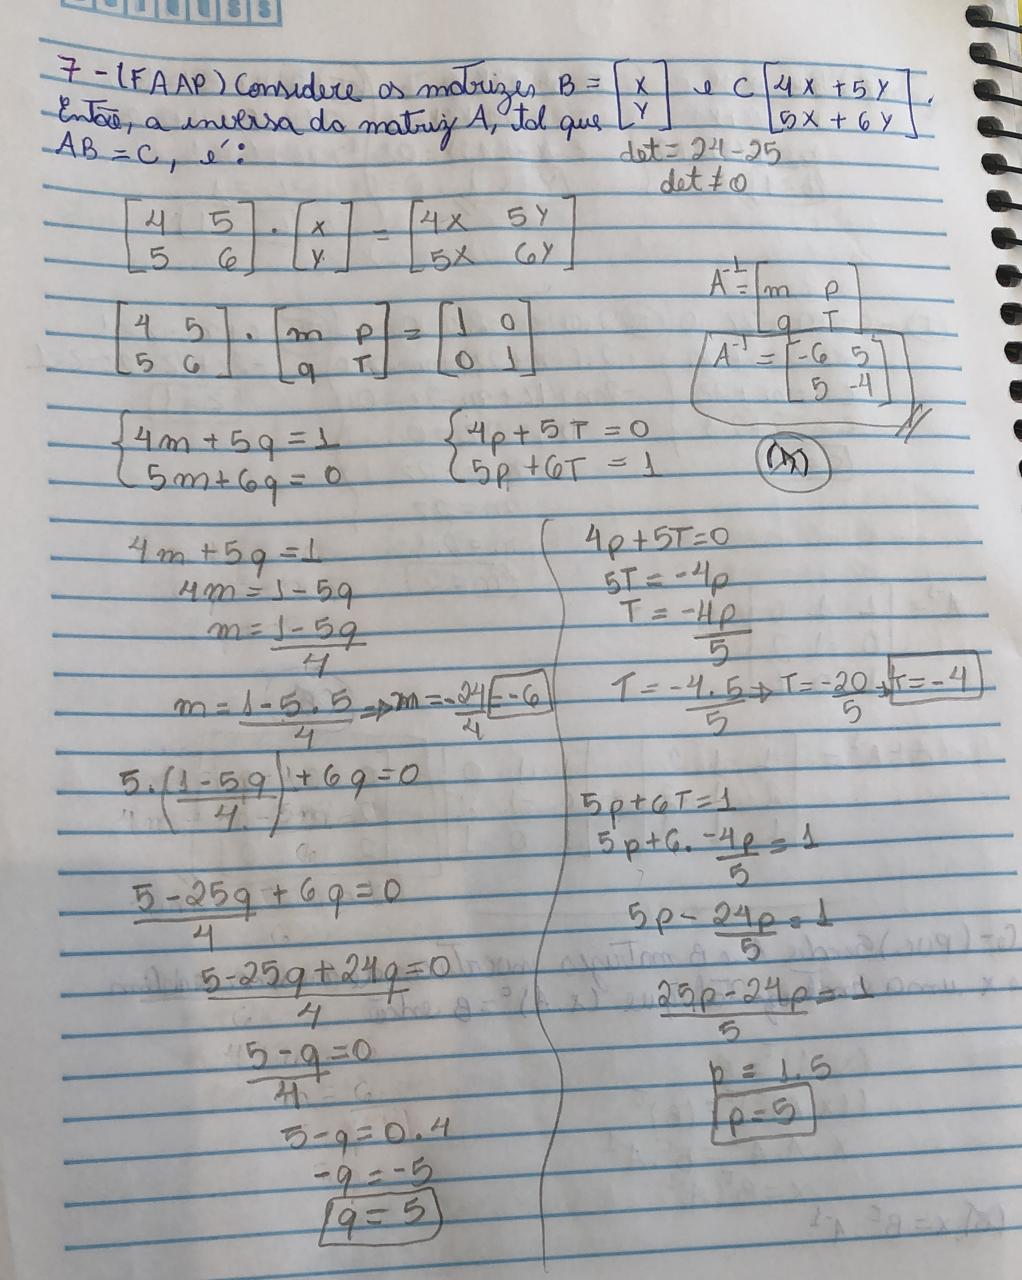 7-(FAAP) Considere as matrizes B = [x y] e C [4x + 5y 5x + 6y].
Então, a inversa da matriz A, tal que
AB = C, é:
det = 24-25
det ≠ 0
[4 5 5 6] . [x y] = [4x 5y 5x 6y]
A⁻¹ = [m p q T]
[4 5 5 6] . [m p q T] = [1 0 0 1]
A⁻¹ = [-6 5 5 -4]
{4m + 5q = 1
5m + 6q = 0
{4p + 5T = 0
5p + 6T = 1
4m + 5q = 1
4m = 1 - 5q
m = 1 - 5q / 4
m = 1 - 5.5 / 4 → m = -24 / 4 = -6
5.(1 - 5q / 4) + 6q = 0
5 - 25q / 4 + 6q = 0
5 - 25q + 24q / 4 = 0
5 - q / 4 = 0
5 - q = 0.4
-q = -5
q = 5
4p + 5T = 0
5T = -4p
T = -4p / 5
T = -4.5 / 5 → T = -20 / 5 → T = -4
5p + 6T = 1
5p + 6. -4p / 5 = 1
5p - 24p / 5 = 1
25p - 24p / 5 = 1
p = 1.5
p = 5